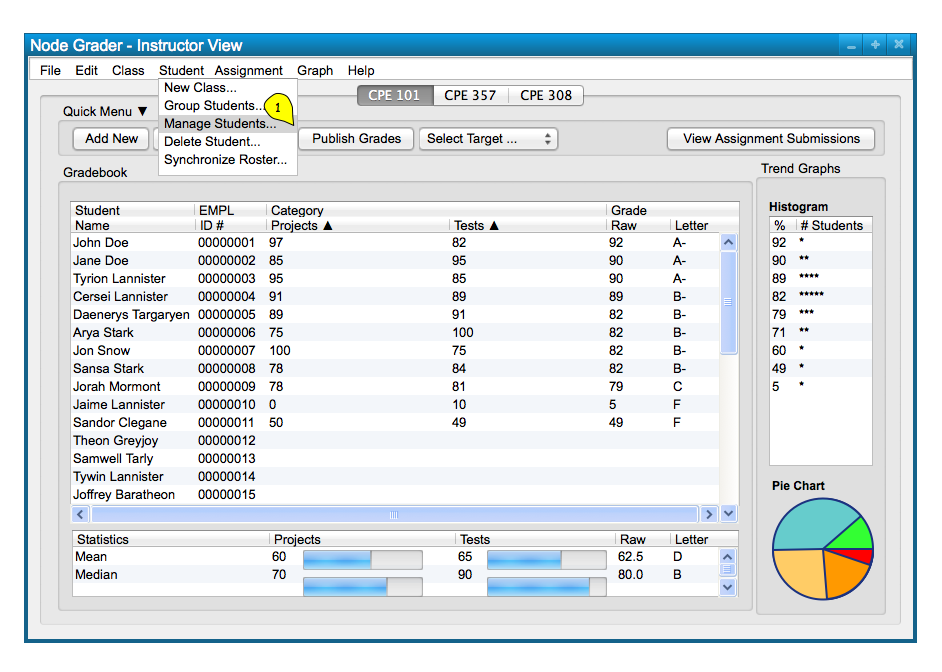 Node Grader - Instructor View
File Edit Class Student Assignment Graph Help
New Class...
Group Students...
1
Manage Students...
Delete Student...
Synchronize Roster...
CPE 101 CPE 357 CPE 308
Quick Menu ▼
Add New Publish Grades Select Target ... View Assignment Submissions
Gradebook
Student EMPL Category Grade
Name ID # Projects ▲ Tests ▲ Raw Letter
John Doe 00000001 97 82 92 A-
Jane Doe 00000002 85 95 90 A-
Tyrion Lannister 00000003 95 85 90 A-
Cersei Lannister 00000004 91 89 89 B-
Daenerys Targaryen 00000005 89 91 82 B-
Arya Stark 00000006 75 100 82 B-
Jon Snow 00000007 100 75 82 B-
Sansa Stark 00000008 78 84 82 B-
Jorah Mormont 00000009 78 81 79 C
Jaime Lannister 00000010 0 10 5 F
Sandor Clegane 00000011 50 49 49 F
Theon Greyjoy 00000012
Samwell Tarly 00000013
Tywin Lannister 00000014
Joffrey Baratheon 00000015
Statistics Projects Tests Raw Letter
Mean 60 65 62.5 D
Median 70 90 80.0 B
Trend Graphs
Histogram
% # Students
92 *
90 **
89 ****
82 *****
79 ***
71 **
60 *
49 *
5 *
Pie Chart